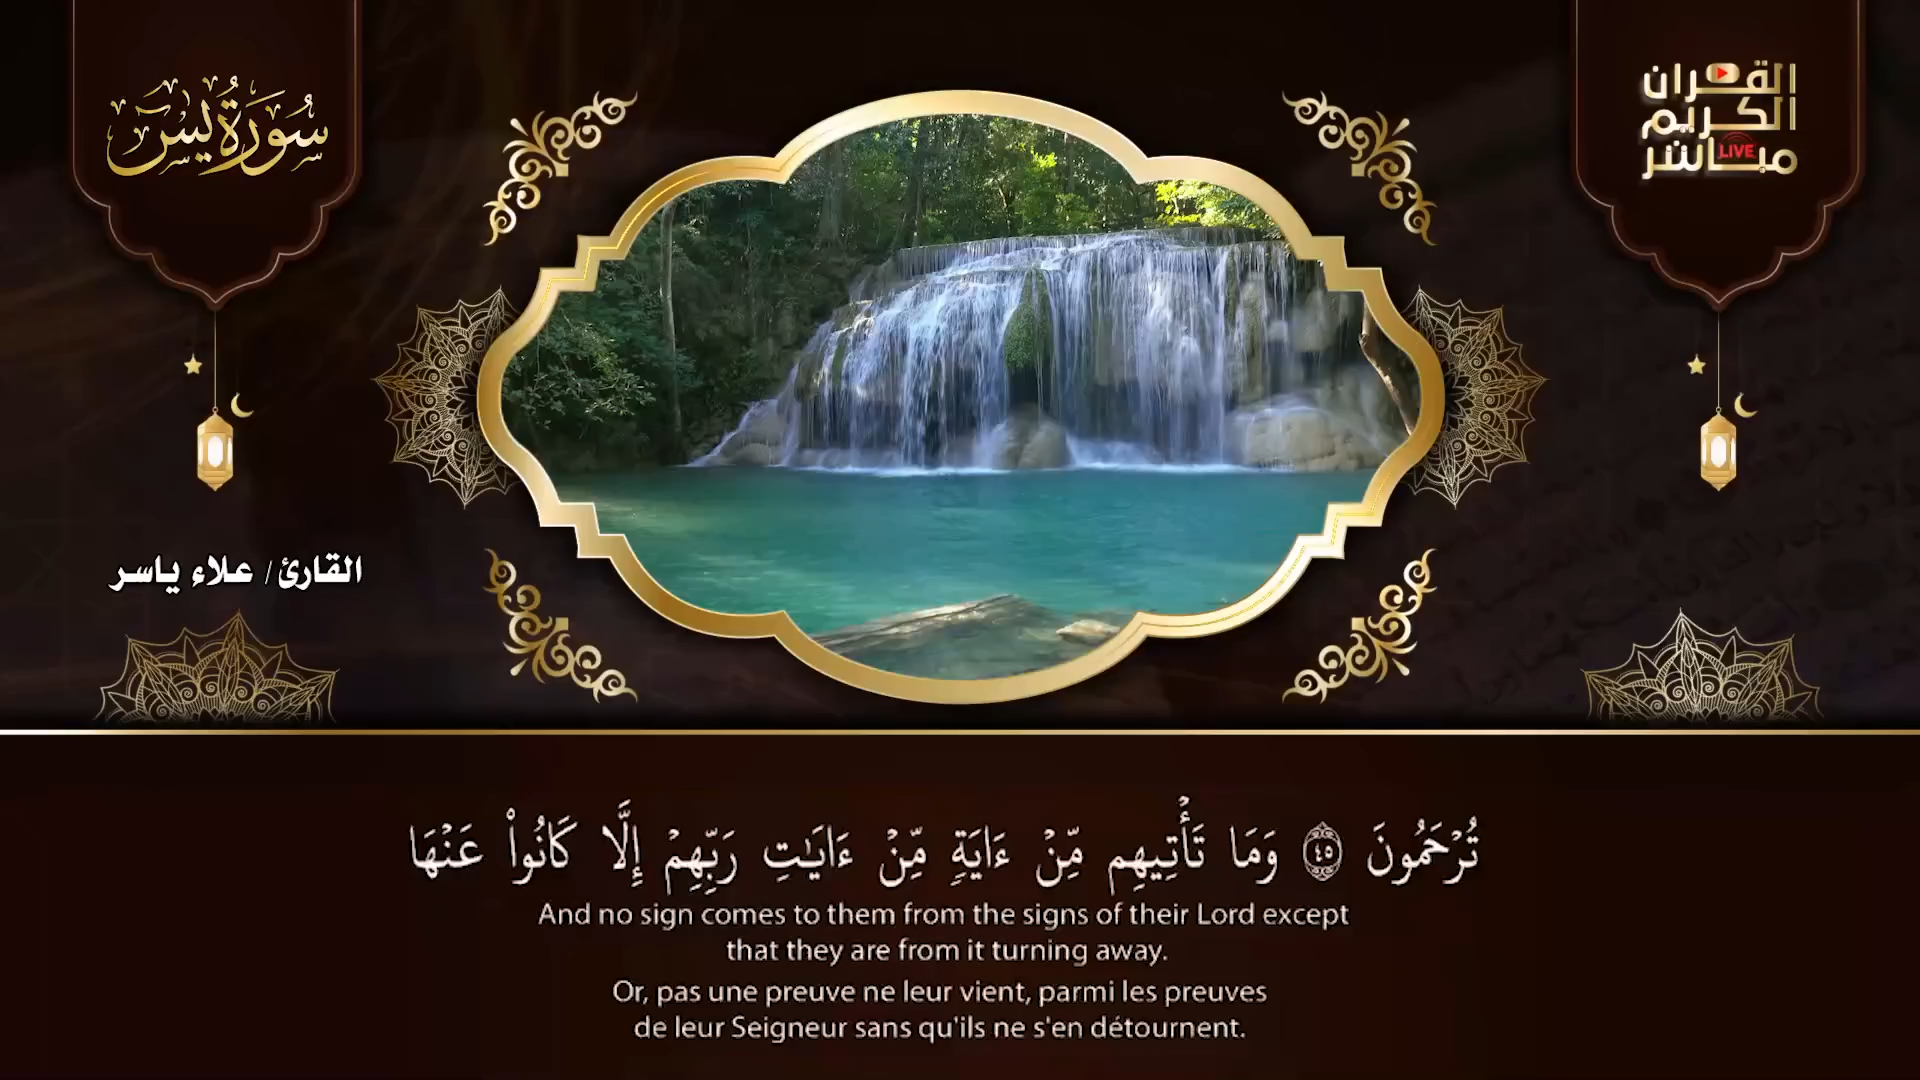 سُورَةُ يس
القران
الكريم
مباشر
LIVE
القارئ / علاء ياسر
تُرْحَمُونَ ٤٥ وَمَا تَأْتِيهِم مِّنْ ءَايَةٍ مِّنْ ءَايَٰتِ رَبِّهِمْ إِلَّا كَانُوا۟ عَنْهَا
And no sign comes to them from the signs of their Lord except
that they are from it turning away.
Or, pas une preuve ne leur vient, parmi les preuves
de leur Seigneur sans qu'ils ne s'en détournent.